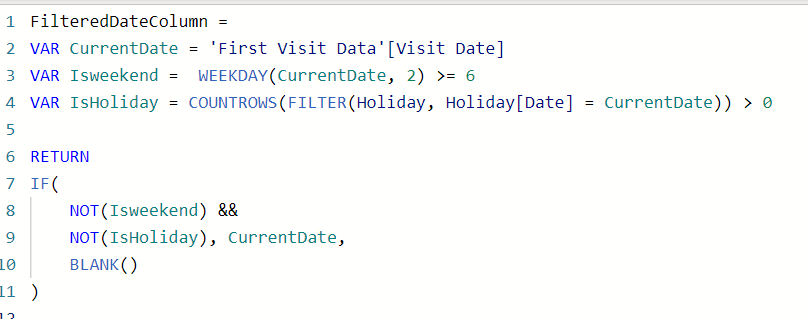 1 FilteredDateColumn =
2 VAR CurrentDate = 'First Visit Data'[Visit Date]
3 VAR Isweekend =  WEEKDAY(CurrentDate, 2) >= 6
4 VAR IsHoliday = COUNTROWS(FILTER(Holiday, Holiday[Date] = CurrentDate)) > 0
5
6 RETURN
7 IF(
8     NOT(Isweekend) &&
9     NOT(IsHoliday), CurrentDate,
10     BLANK()
11 )
12